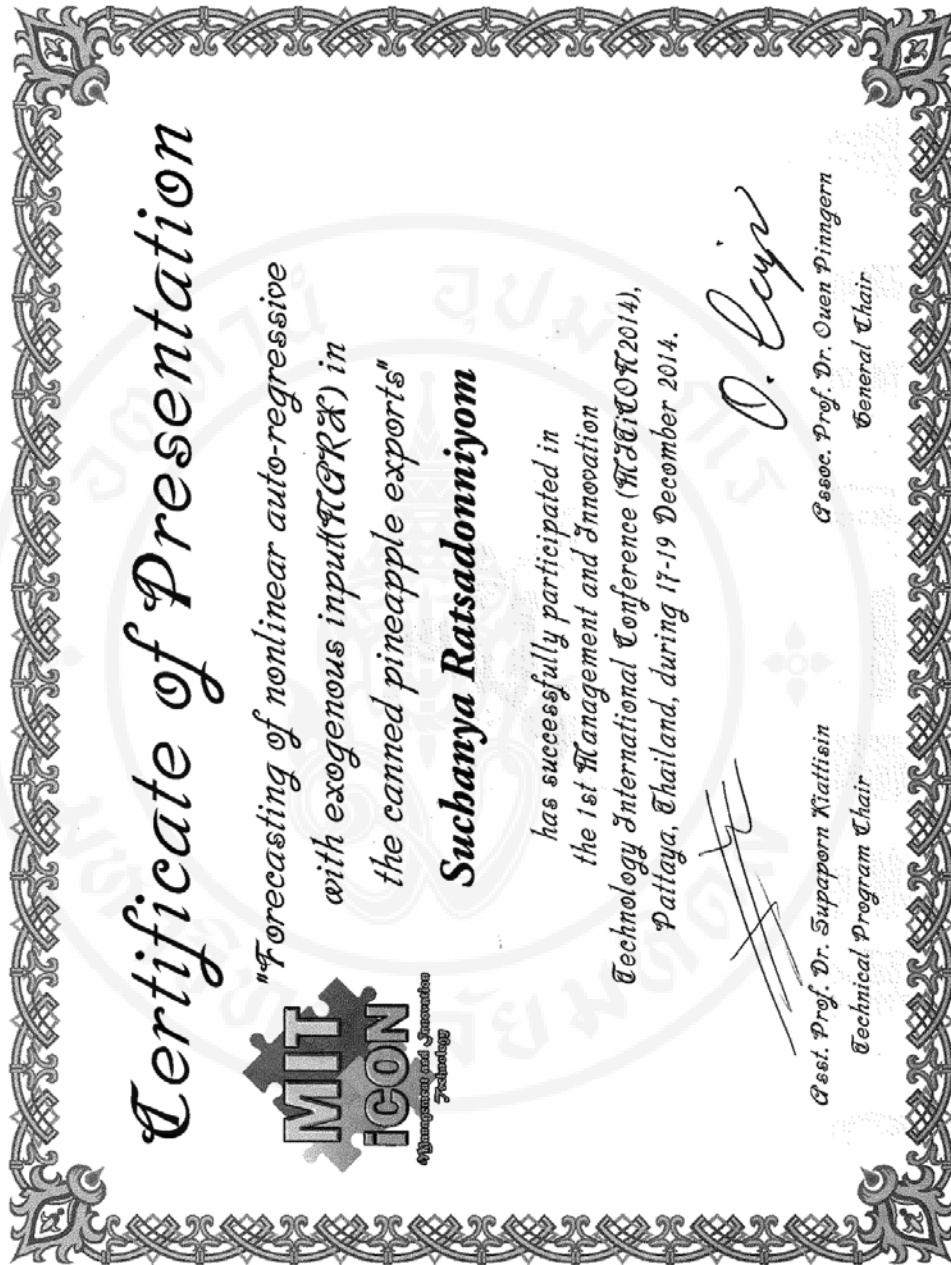 Certificate of Presentation
"Forecasting of nonlinear auto-regressive
with exogenous input(NARX) in
the canned pineapple exports"
Suchanya Ratsadonniyom
has successfully participated in
the 1st Management and Innovation
Technology International Conference (MITiCON2014),
Pattaya, Thailand, during 17-19 December 2014.
MIT
iCON
Management and Innovation
Technology
Asst. Prof. Dr. Supaporn Kiattisin
Technical Program Chair
Assoc. Prof. Dr. Ouen Pinngern
General Chair